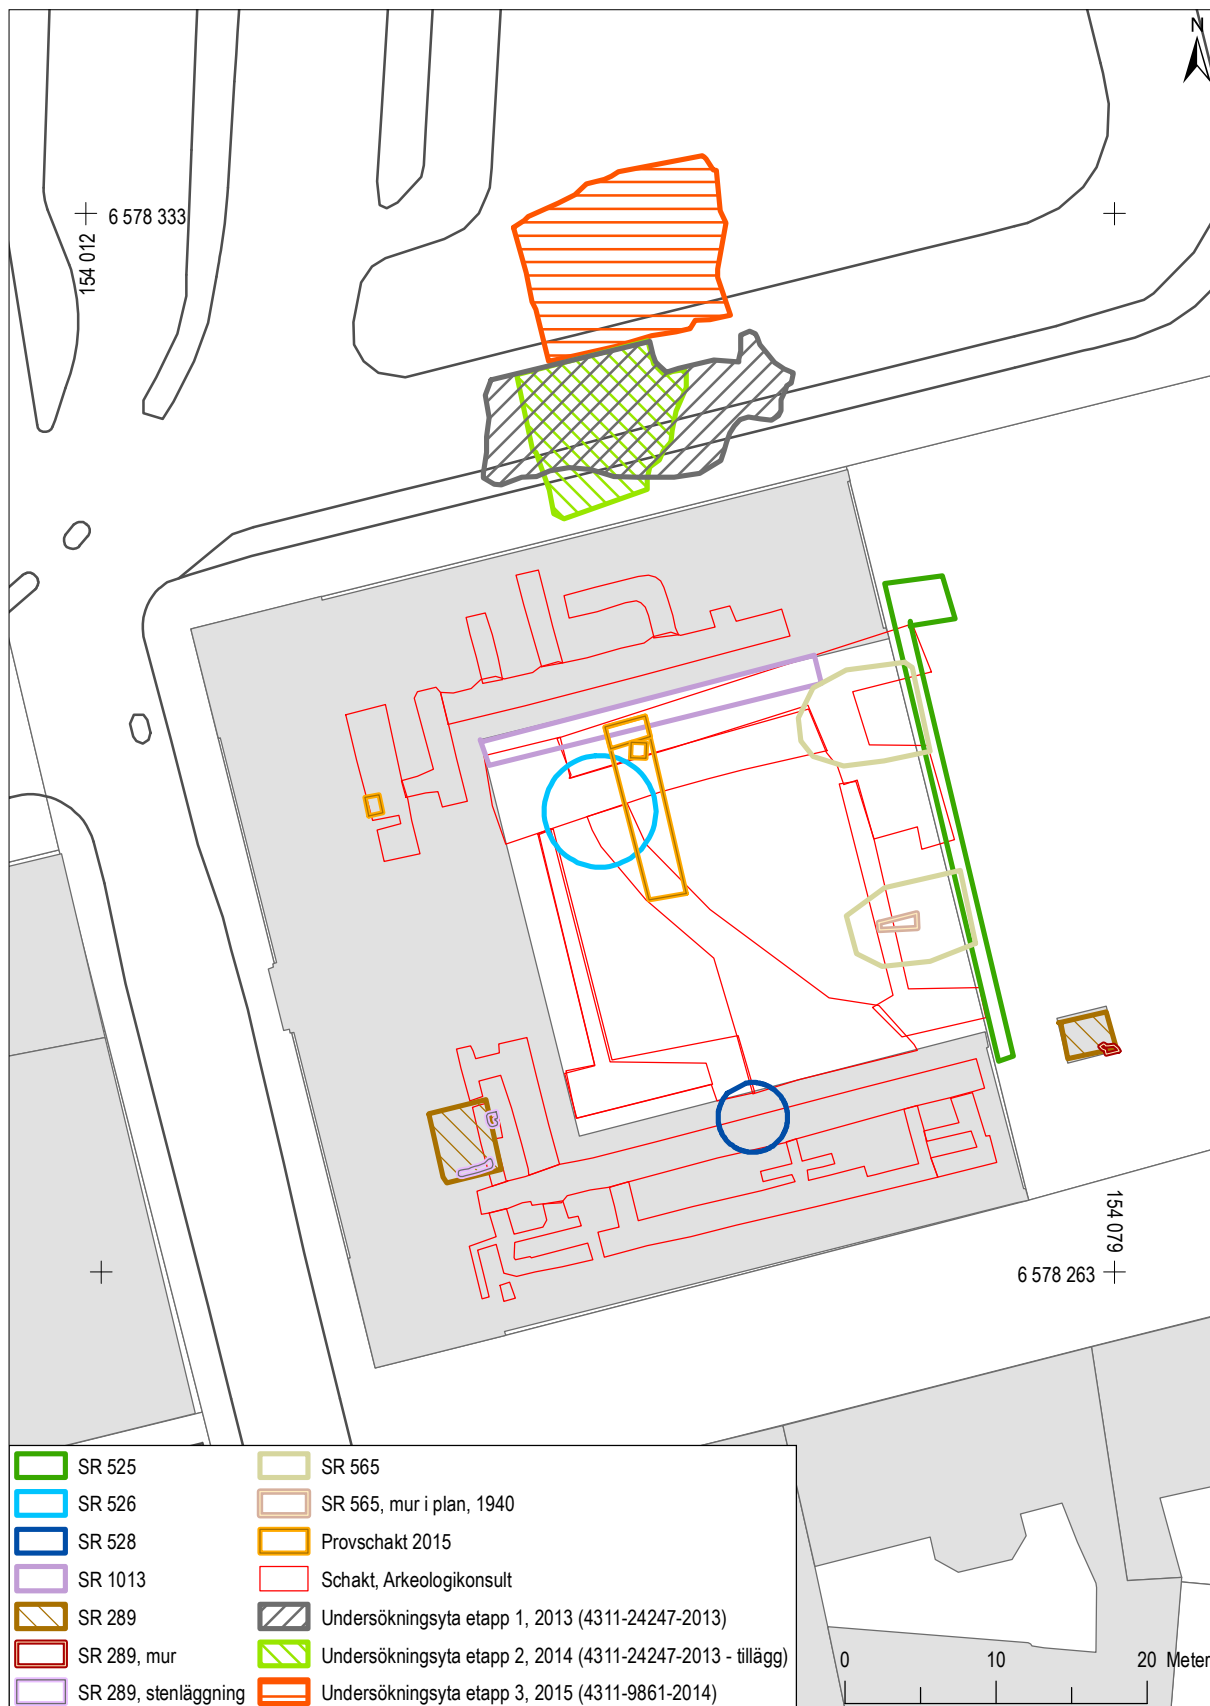 N
6 578 333
154 012
154 079
6 578 263
SR 525
SR 526
SR 528
SR 1013
SR 289
SR 289, mur
SR 289, stenläggning
SR 565
SR 565, mur i plan, 1940
Provschakt 2015
Schakt, Arkeologikonsult
Undersökningsyta etapp 1, 2013 (4311-24247-2013)
Undersökningsyta etapp 2, 2014 (4311-24247-2013 - tillägg)
Undersökningsyta etapp 3, 2015 (4311-9861-2014)
0 10 20 Meter